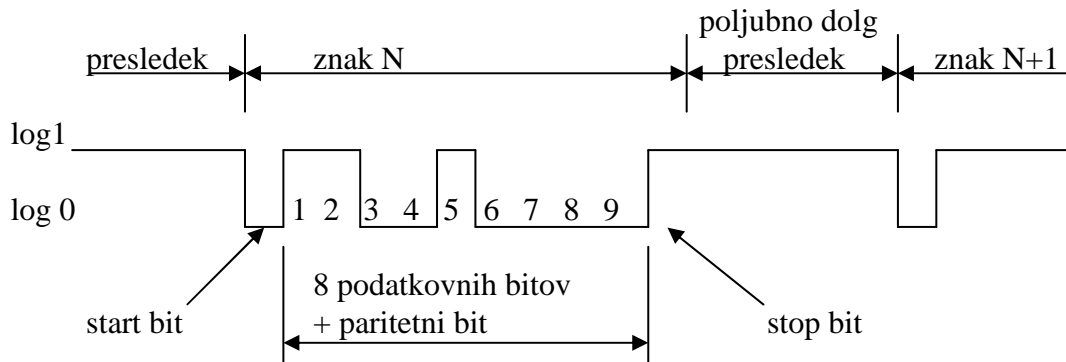 poljubno dolg
presledek znak N presledek znak N+1
log1
log 0 1 2 3 4 5 6 7 8 9
8 podatkovnih bitov
start bit + paritetni bit stop bit